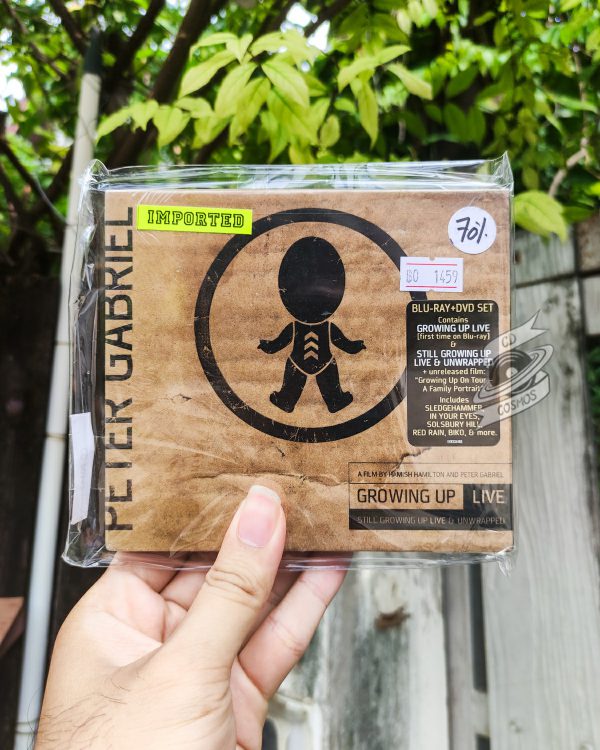 IMPORTED
70%
BO 1459
PETER GABRIEL
BLU-RAY+DVD SET
Contains
GROWING UP LIVE
[first time on Blu-ray]
&
STILL GROWING UP
LIVE & UNWRAPPED
+ unreleased film:
"Growing Up On Tour
A Family Portrait"
Includes
SLEDGEHAMMER
IN YOUR EYES,
SOLSBURY HILL,
RED RAIN, BIKO, & more.
CD
COSMOS
A FILM BY HAMISH HAMILTON AND PETER GABRIEL
GROWING UP LIVE
STILL GROWING UP LIVE & UNWRAPPED